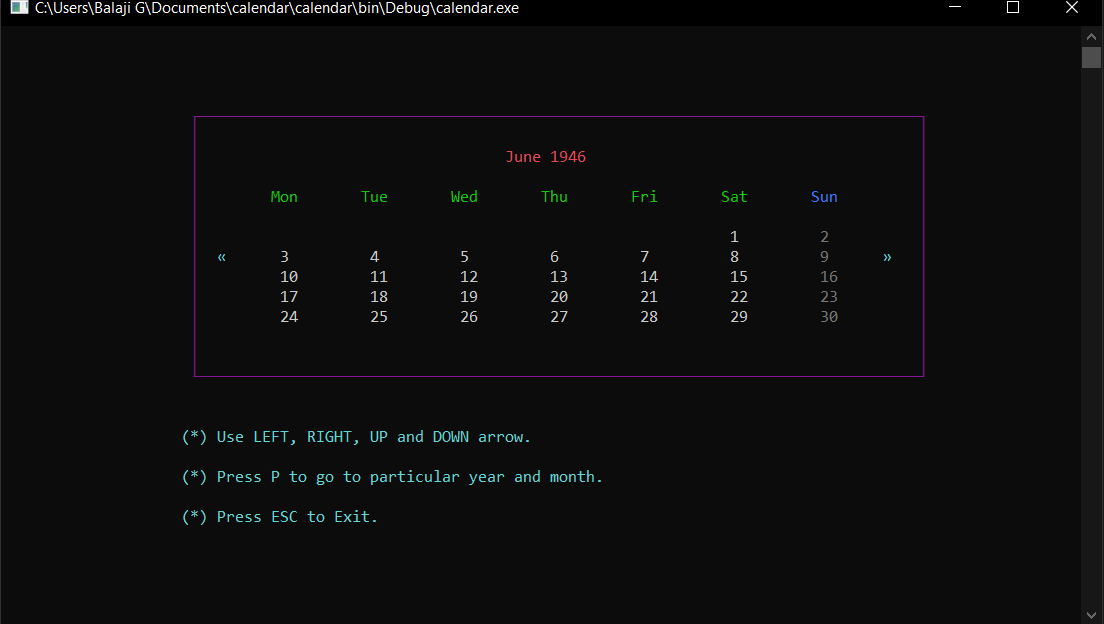 C:\Users\Balaji G\Documents\calendar\calendar\bin\Debug\calendar.exe
June 1946
Mon Tue Wed Thu Fri Sat Sun
1 2
« 3 4 5 6 7 8 9 »
10 11 12 13 14 15 16
17 18 19 20 21 22 23
24 25 26 27 28 29 30
(*) Use LEFT, RIGHT, UP and DOWN arrow.
(*) Press P to go to particular year and month.
(*) Press ESC to Exit.